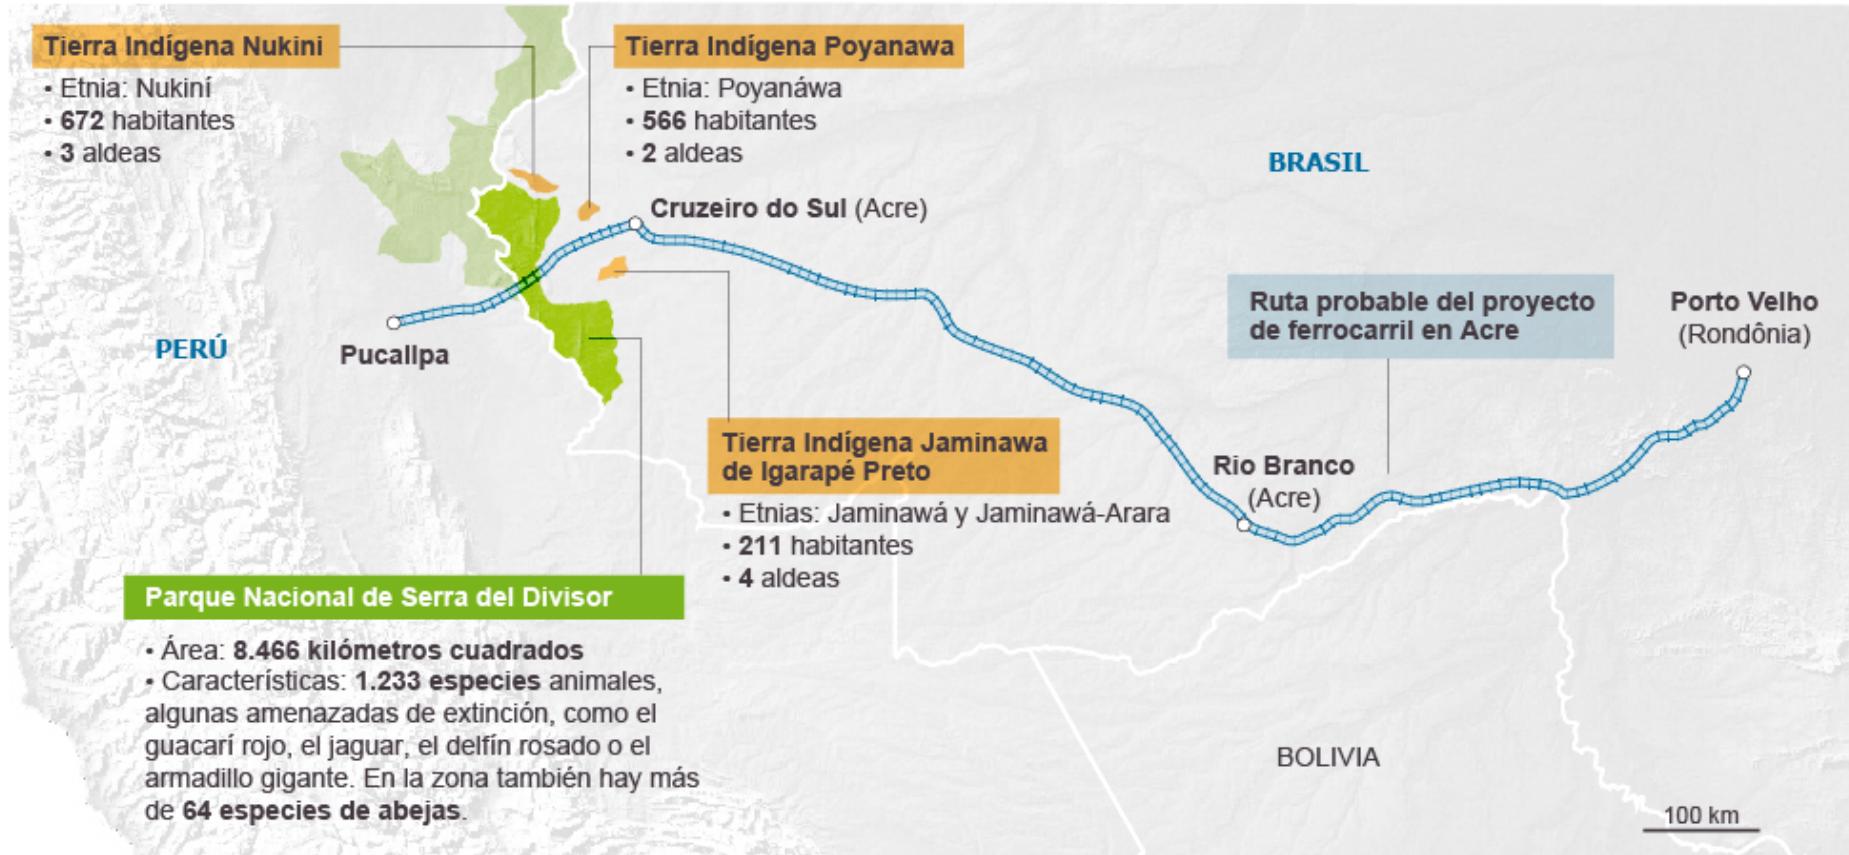 Tierra Indígena Nukini
• Etnia: Nukiní
• 672 habitantes
• 3 aldeas
Tierra Indígena Poyanawa
• Etnia: Poyanáwa
• 566 habitantes
• 2 aldeas
BRASIL
Cruzeiro do Sul (Acre)
PERÚ
Pucallpa
Ruta probable del proyecto
de ferrocarril en Acre
Porto Velho
(Rondônia)
Tierra Indígena Jaminawa
de Igarapé Preto
• Etnias: Jaminawá y Jaminawá-Arara
• 211 habitantes
• 4 aldeas
Rio Branco
(Acre)
Parque Nacional de Serra del Divisor
• Área: 8.466 kilómetros cuadrados
• Características: 1.233 especies animales,
algunas amenazadas de extinción, como el
guacarí rojo, el jaguar, el delfín rosado o el
armadillo gigante. En la zona también hay más
de 64 especies de abejas.
BOLIVIA
100 km